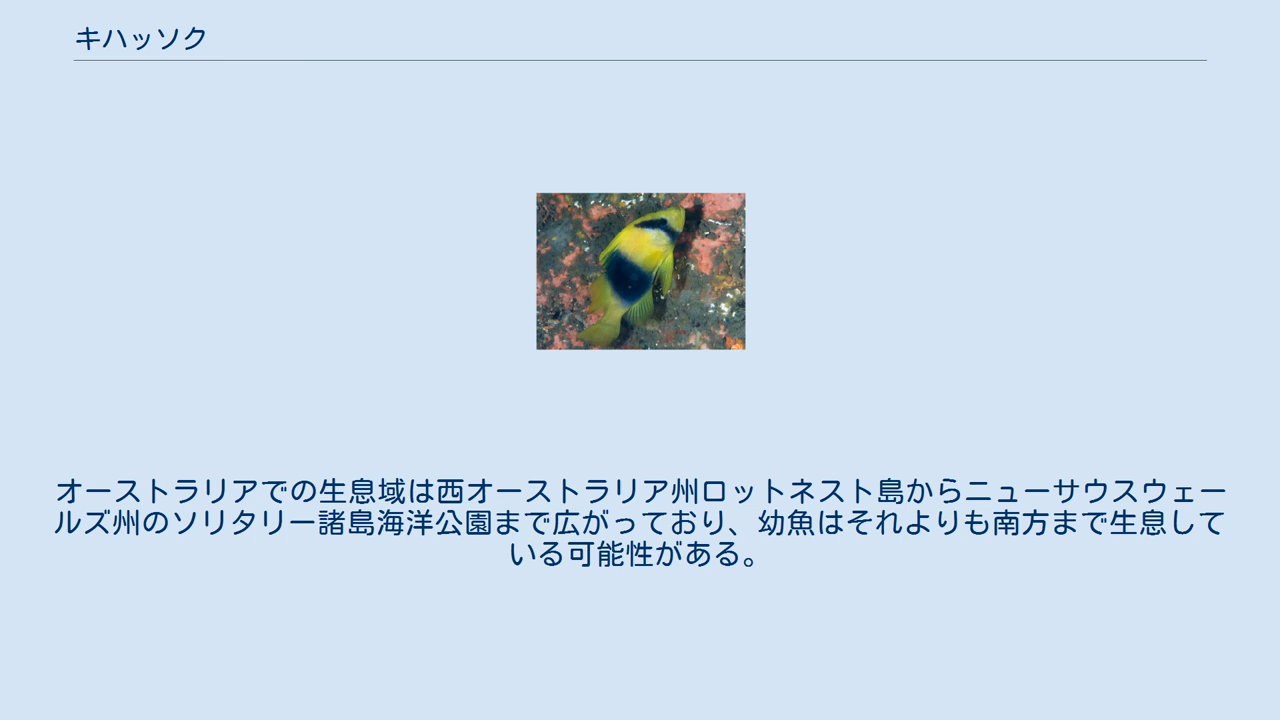 キハッソク
オーストラリアでの生息域は西オーストラリア州ロットネスト島からニューサウスウェー
ルズ州のソリタリー諸島海洋公園まで広がっており、幼魚はそれよりも南方まで生息して
いる可能性がある。